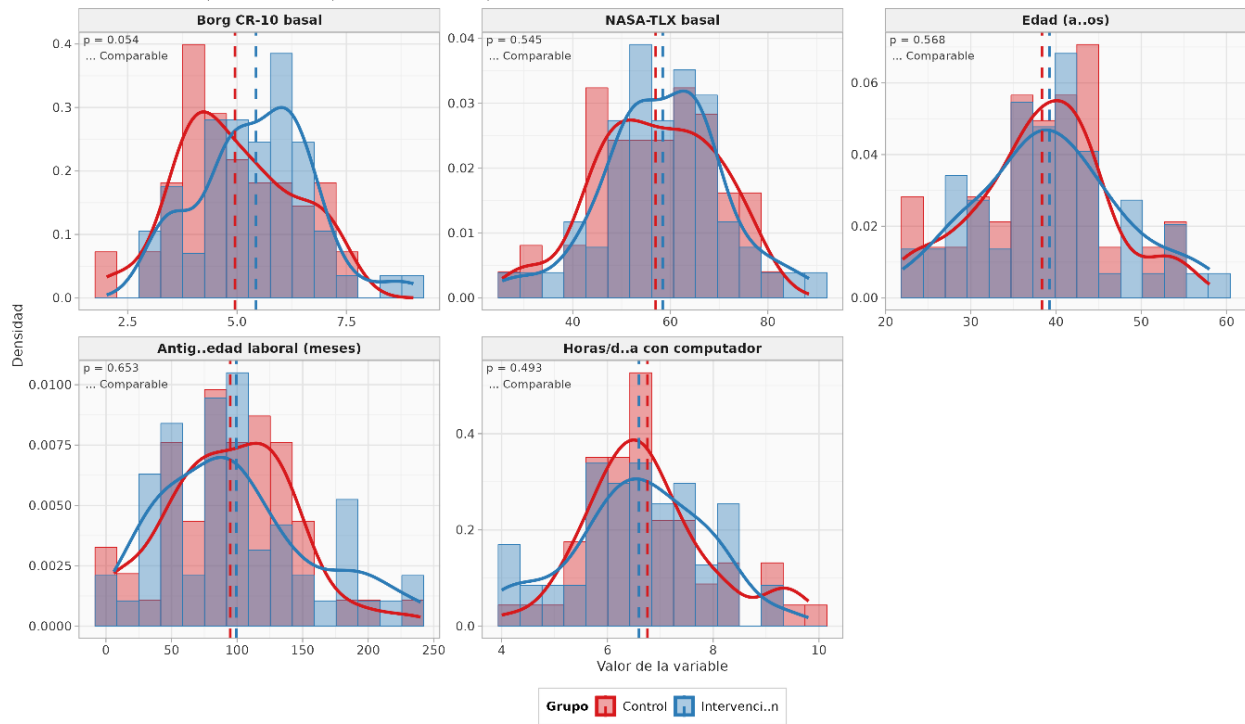 Borg CR-10 basal
NASA-TLX basal
Edad (a..os)
p = 0.054
... Comparable
p = 0.545
... Comparable
p = 0.568
... Comparable
0.4
0.3
0.2
0.1
0.0
0.04
0.03
0.02
0.01
0.00
0.06
0.04
0.02
0.00
2.5
5.0
7.5
40
60
80
20
30
40
50
60
Densidad
Antig..edad laboral (meses)
Horas/d..a con computador
p = 0.653
... Comparable
p = 0.493
... Comparable
0.0100
0.0075
0.0050
0.0025
0.0000
0.4
0.2
0.0
0
50
100
150
200
250
4
6
8
10
Valor de la variable
Grupo
Control
Intervenci..n